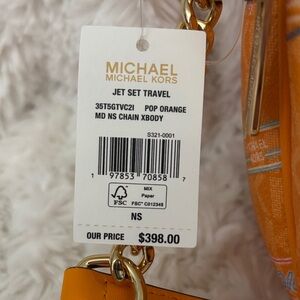 MICHAEL
MICHAEL KORS
JET SET TRAVEL
35T5GTVC2I POP ORANGE
MD NS CHAIN XBODY
S321-0001
1 97853 70858 7
FSC
MIX
Paper
FSC® C012345
NS
OUR PRICE $398.00